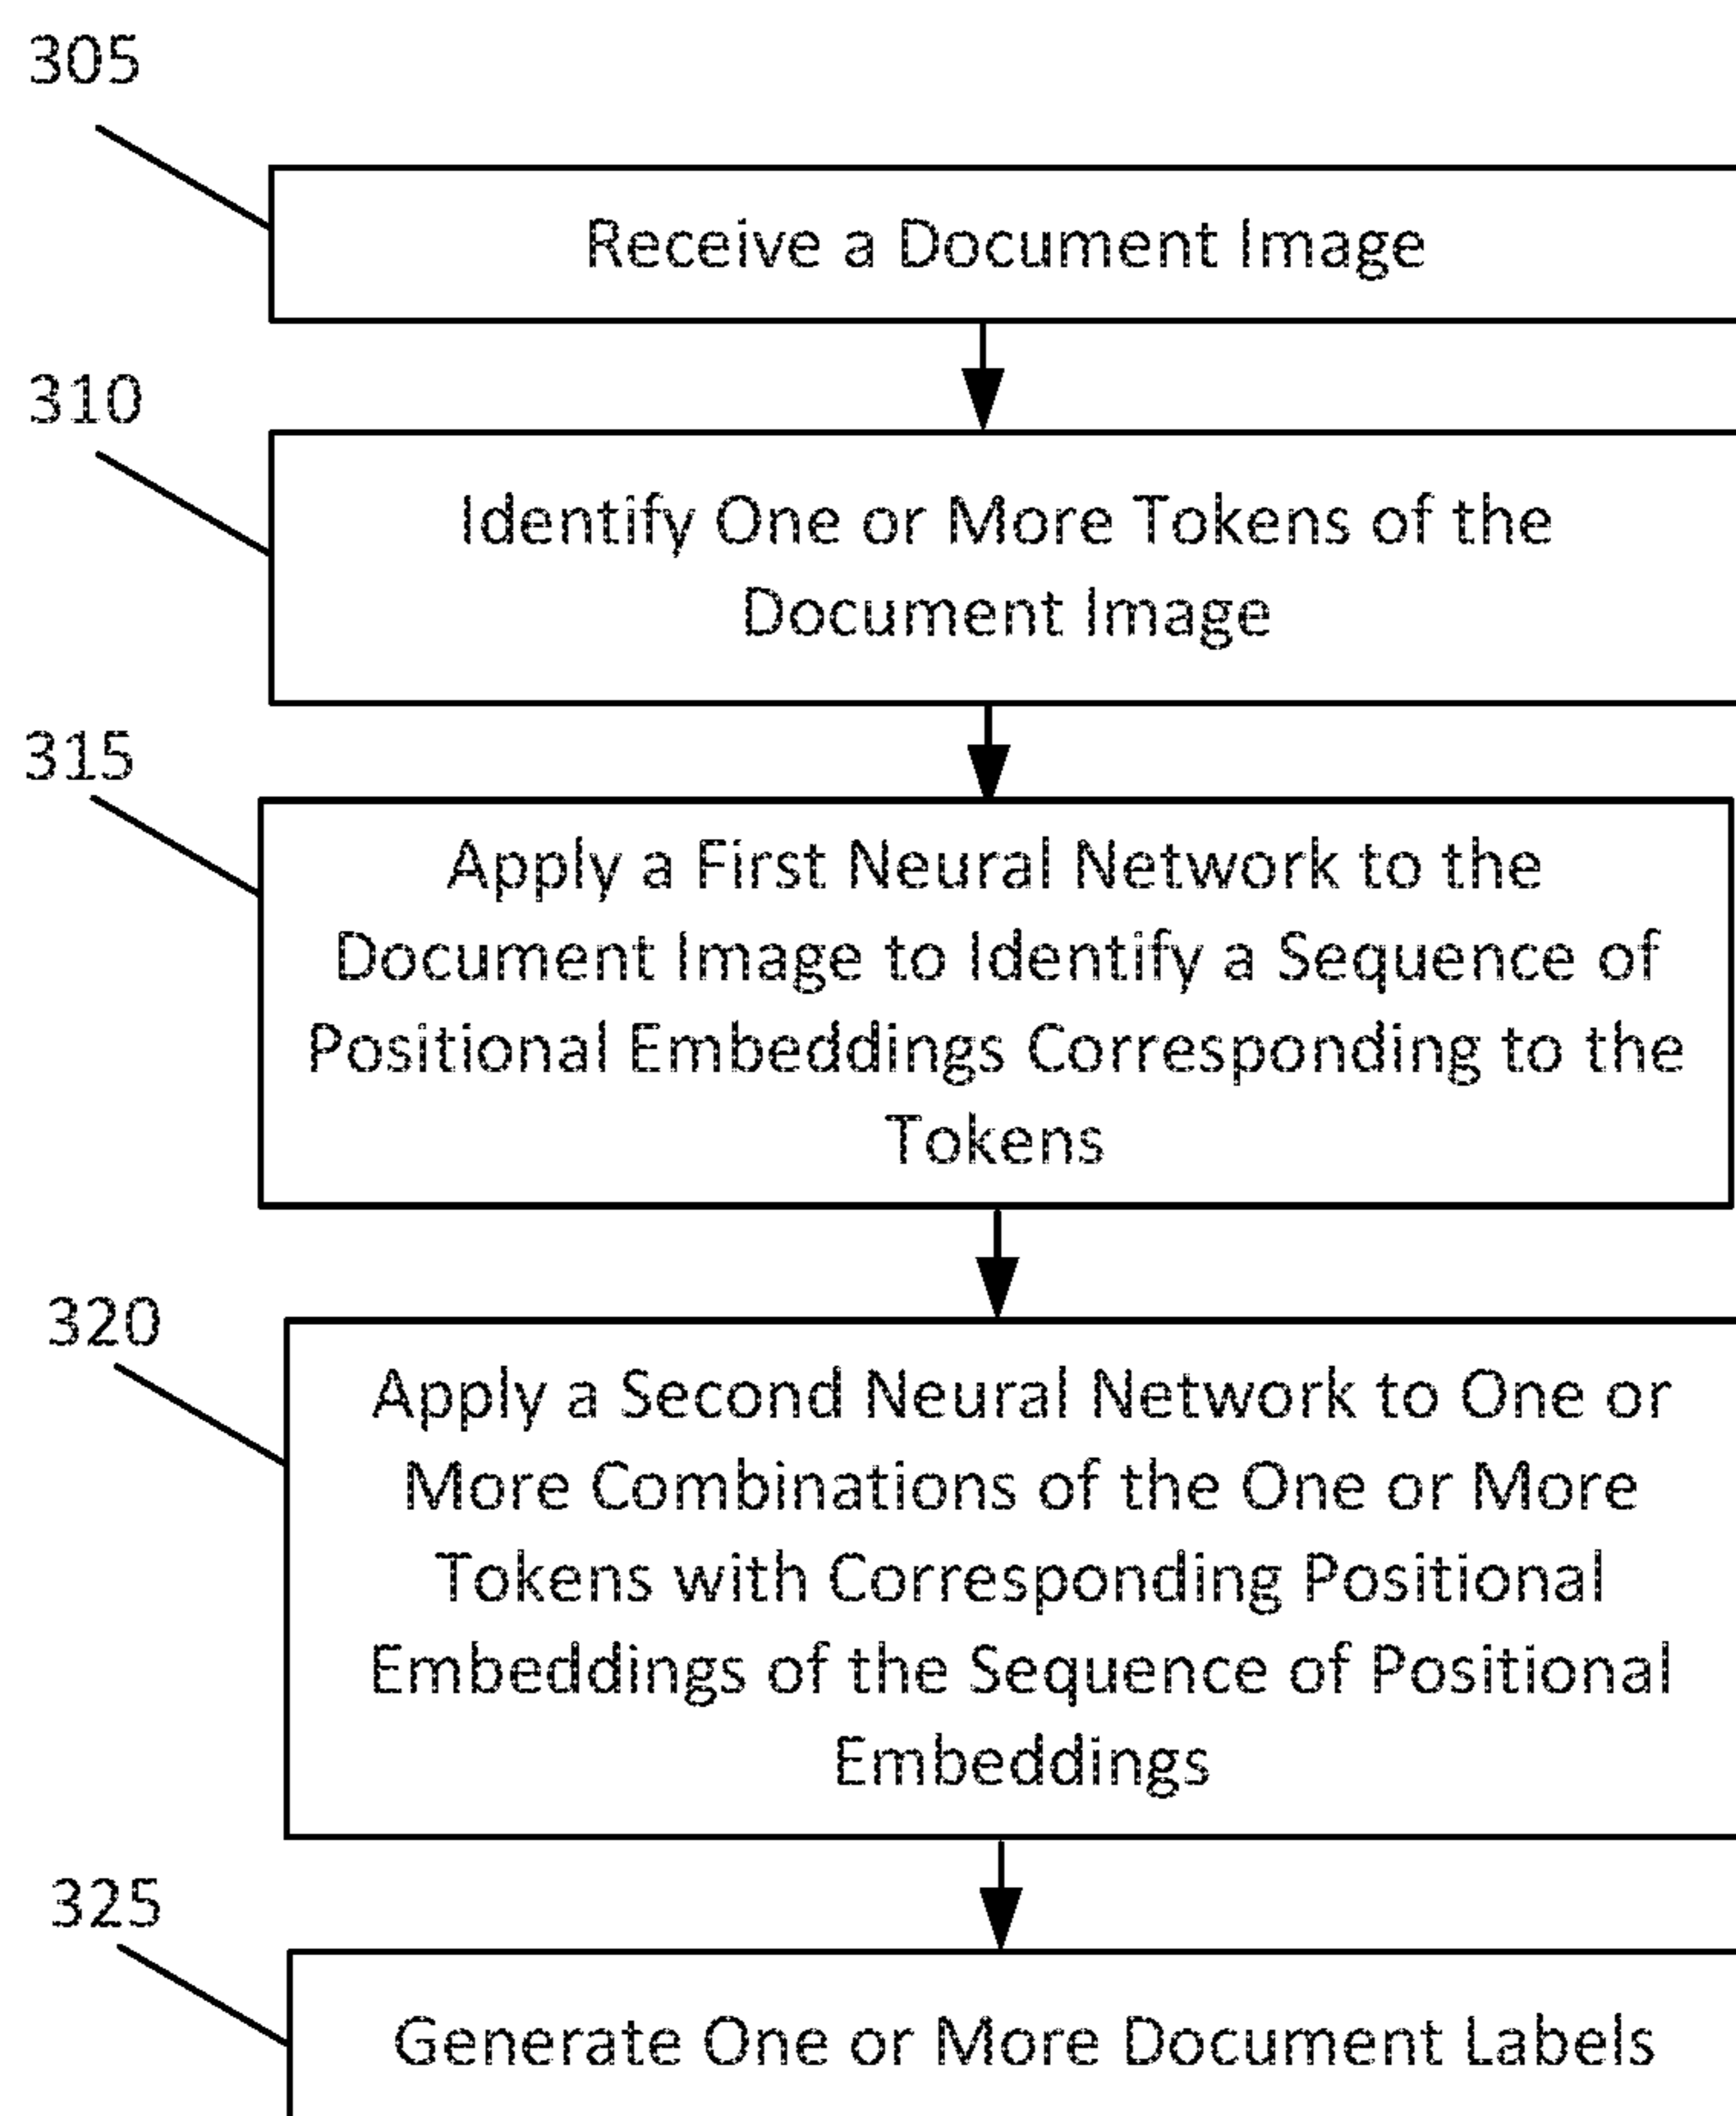 305
Receive a Document Image
310
Identify One or More Tokens of the
Document Image
315
Apply a First Neural Network to the
Document Image to Identify a Sequence of
Positional Embeddings Corresponding to the
Tokens
320
Apply a Second Neural Network to One or
More Combinations of the One or More
Tokens with Corresponding Positional
Embeddings of the Sequence of Positional
Embeddings
325
Generate One or More Document Labels